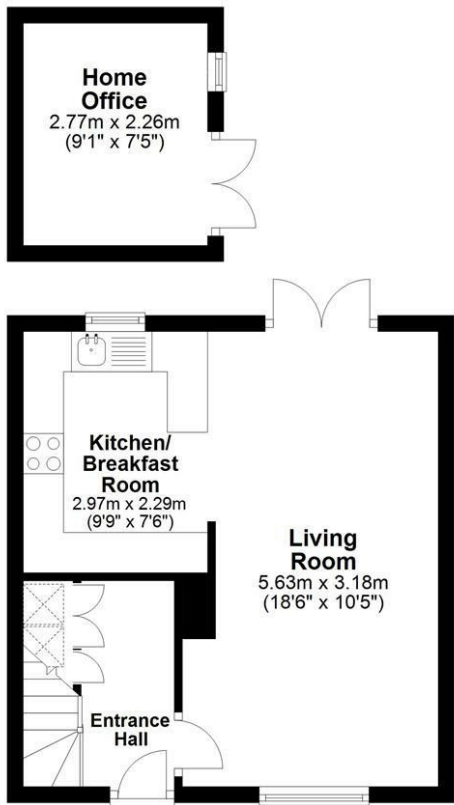 Home
Office
2.77m x 2.26m
(9'1" x 7'5")
Kitchen/
Breakfast
Room
2.97m x 2.29m
(9'9" x 7'6")
Living
Room
5.63m x 3.18m
(18'6" x 10'5")
Entrance
Hall